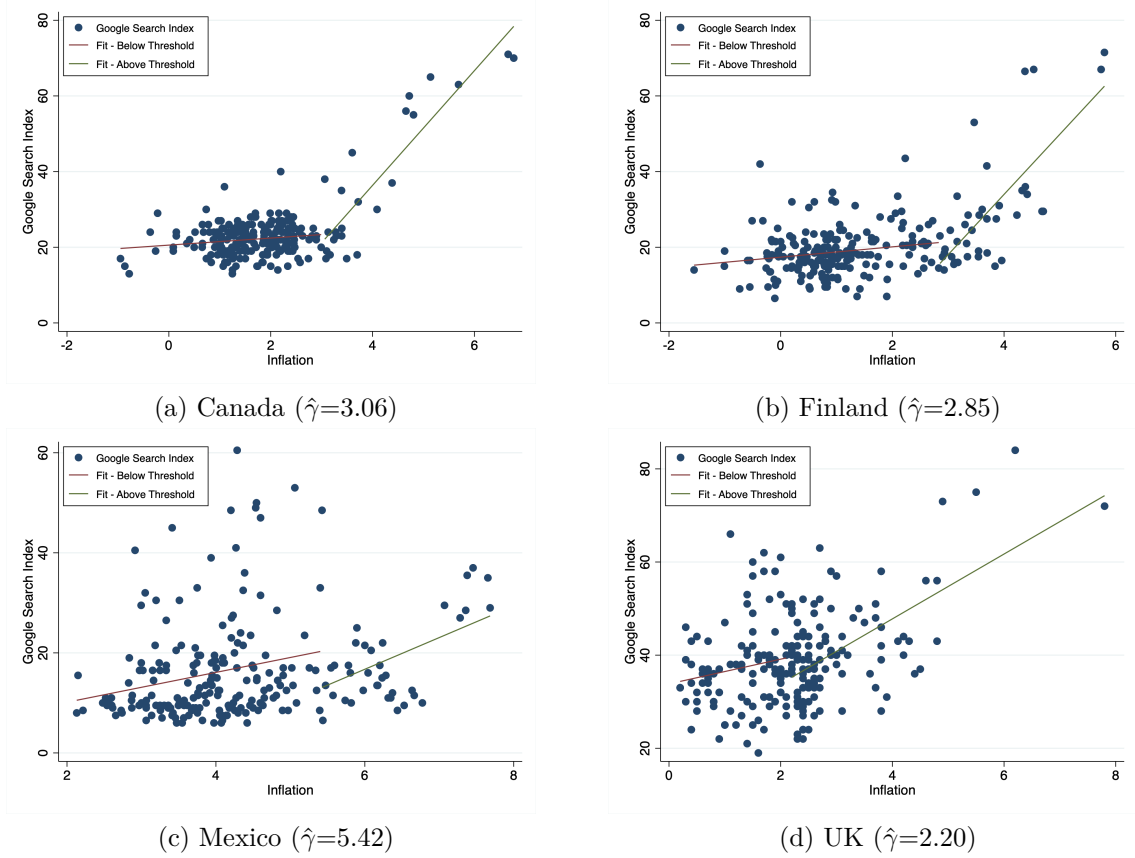 80
60
40
20
0
Google Search Index
Google Search Index
Fit - Below Threshold
Fit - Above Threshold
-2 0 2 4 6
Inflation
(a) Canada (γ̂=3.06)
80
60
40
20
0
Google Search Index
Google Search Index
Fit - Below Threshold
Fit - Above Threshold
-2 0 2 4 6
Inflation
(b) Finland (γ̂=2.85)
60
40
20
0
Google Search Index
Google Search Index
Fit - Below Threshold
Fit - Above Threshold
2 4 6 8
Inflation
(c) Mexico (γ̂=5.42)
80
60
40
20
Google Search Index
Google Search Index
Fit - Below Threshold
Fit - Above Threshold
0 2 4 6 8
Inflation
(d) UK (γ̂=2.20)